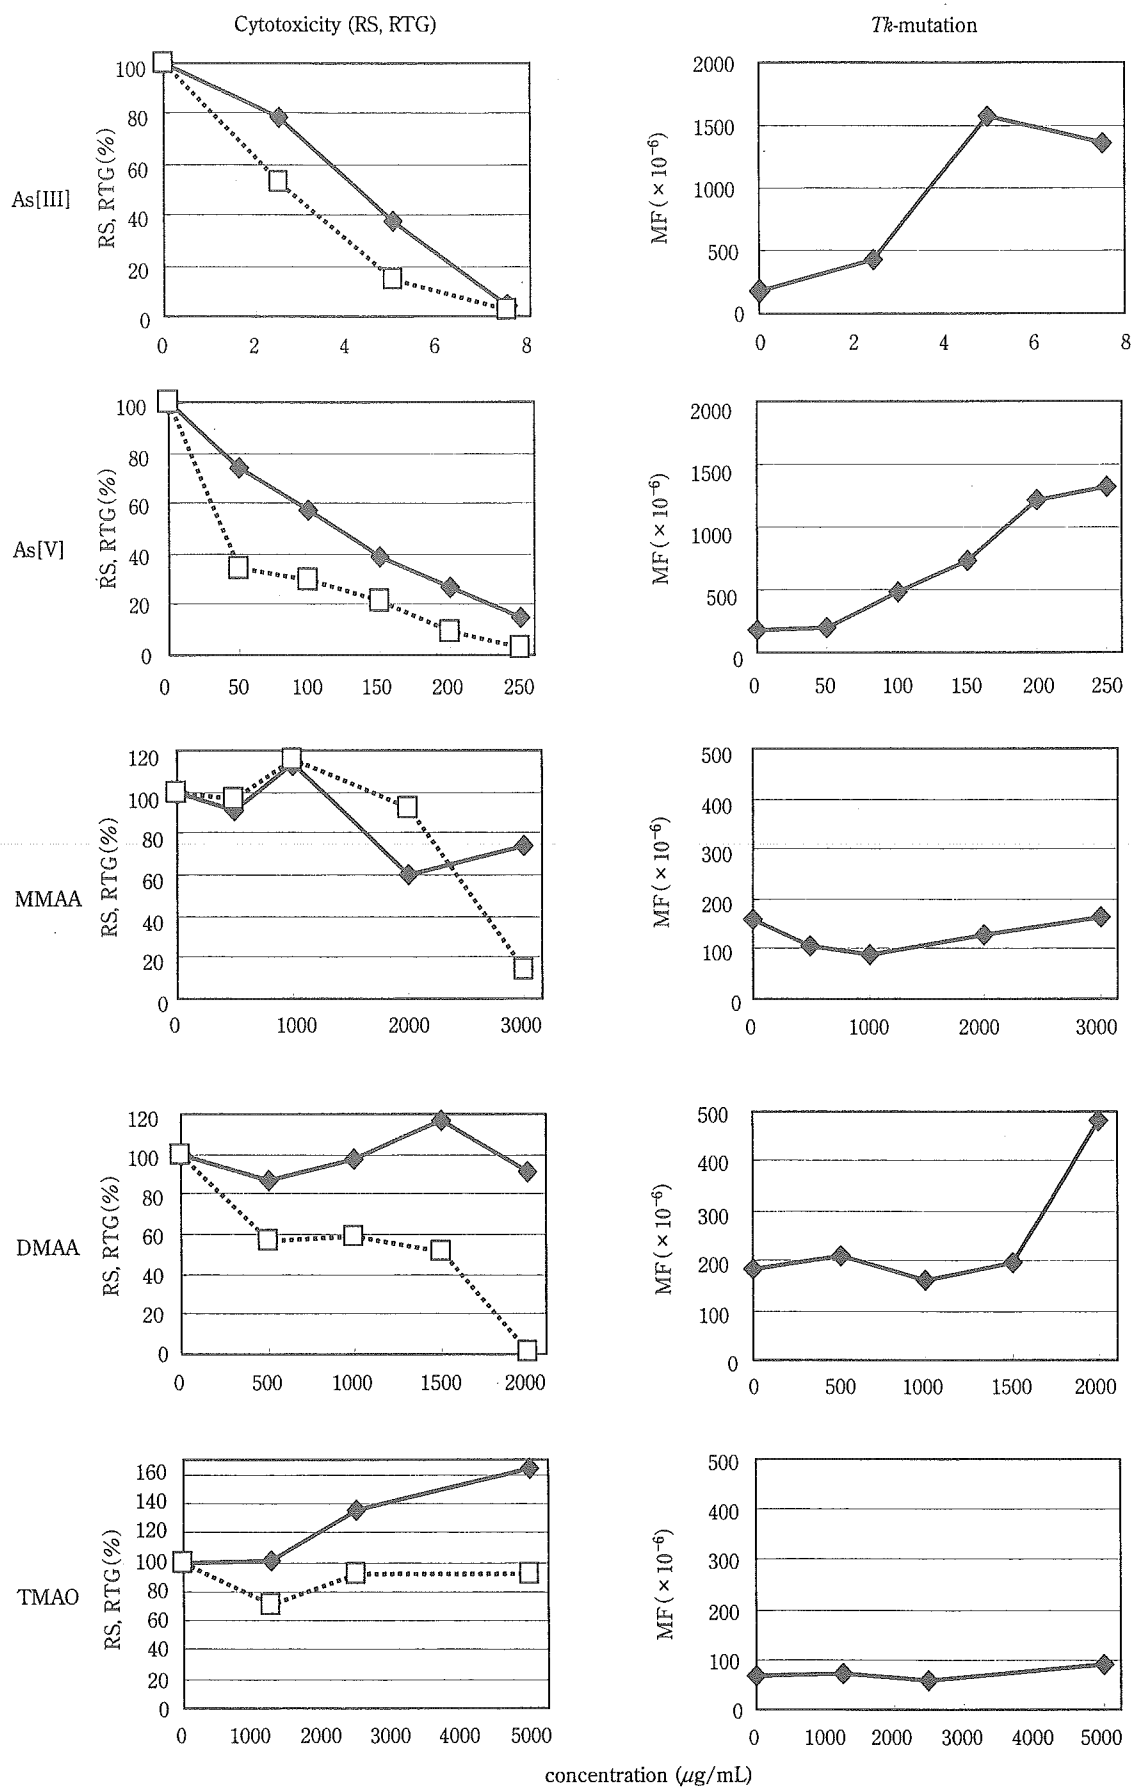 Cytotoxicity (RS, RTG)
Tk-mutation
As[III]
RS, RTG(%)
100
80
60
40
20
0
0 2 4 6 8
MF(×10⁻⁶)
2000
1500
1000
500
0
0 2 4 6 8
As[V]
RS, RTG(%)
100
80
60
40
20
0
0 50 100 150 200 250
MF(×10⁻⁶)
2000
1500
1000
500
0
0 50 100 150 200 250
MMAA
RS, RTG(%)
120
100
80
60
40
20
0
0 1000 2000 3000
MF(×10⁻⁶)
500
400
300
200
100
0
0 1000 2000 3000
DMAA
RS, RTG(%)
120
100
80
60
40
20
0
0 500 1000 1500 2000
MF(×10⁻⁶)
500
400
300
200
100
0
0 500 1000 1500 2000
TMAO
RS, RTG(%)
160
140
120
100
80
60
40
20
0
0 1000 2000 3000 4000 5000
MF(×10⁻⁶)
500
400
300
200
100
0
0 1000 2000 3000 4000 5000
concentration (μg/mL)